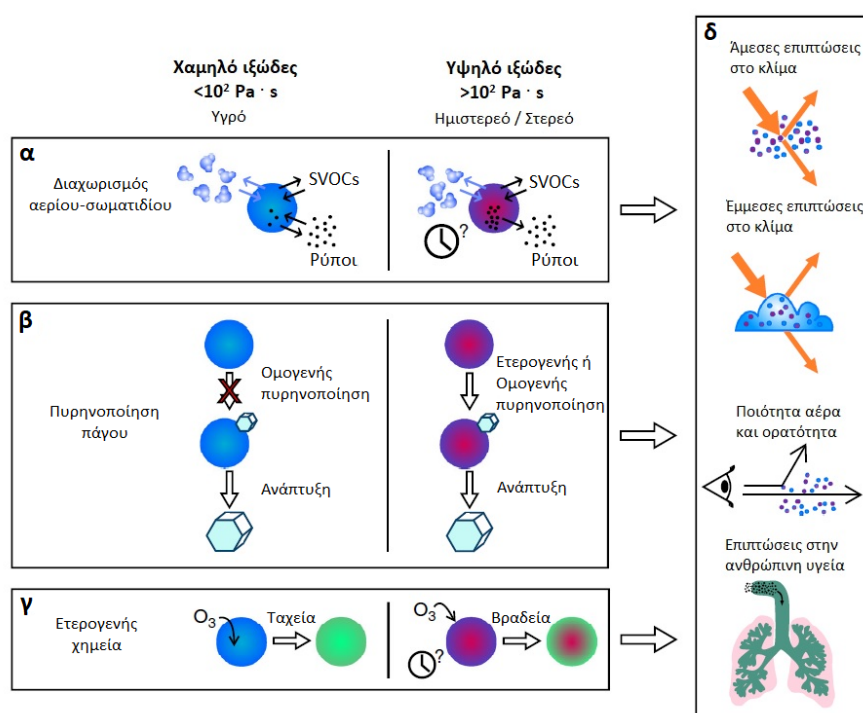 Χαμηλό ιξώδες
<10² Pa · s
Υγρό
Υψηλό ιξώδες
>10² Pa · s
Ημιστερεό / Στερεό
α
Διαχωρισμός
αερίου-σωματιδίου
SVOCs
Ρύποι
SVOCs
?
Ρύποι
β
Πυρηνοποίηση
πάγου
Ομογενής
πυρηνοποίηση
Ανάπτυξη
Ετερογενής ή
Ομογενής
πυρηνοποίηση
Ανάπτυξη
γ
Ετερογενής
χημεία
O₃
Ταχεία
O₃
?
Βραδεία
δ
Άμεσες επιπτώσεις
στο κλίμα
Έμμεσες επιπτώσεις
στο κλίμα
Ποιότητα αέρα
και ορατότητα
Επιπτώσεις στην
ανθρώπινη υγεία